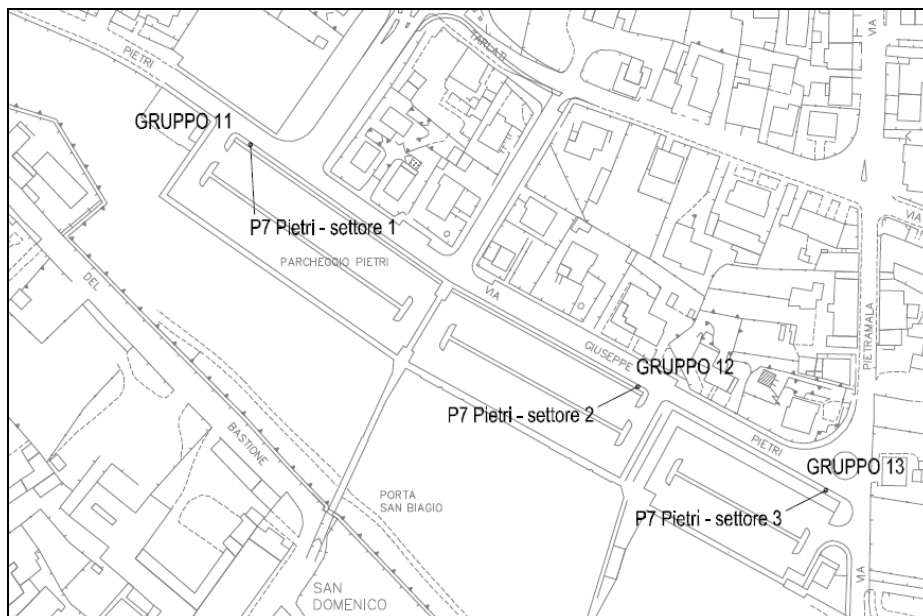 PIETRI
TARLATI
VIA
GRUPPO 11
P7 Pietri - settore 1
PARCHEGGIO PIETRI
VIA
DEL
VIA
GIUSEPPE
PIETRAMALA
GRUPPO 12
P7 Pietri - settore 2
BASTIONE
PIETRI
GRUPPO 13
PORTA
SAN BIAGIO
P7 Pietri - settore 3
VIA
SAN
DOMENICO